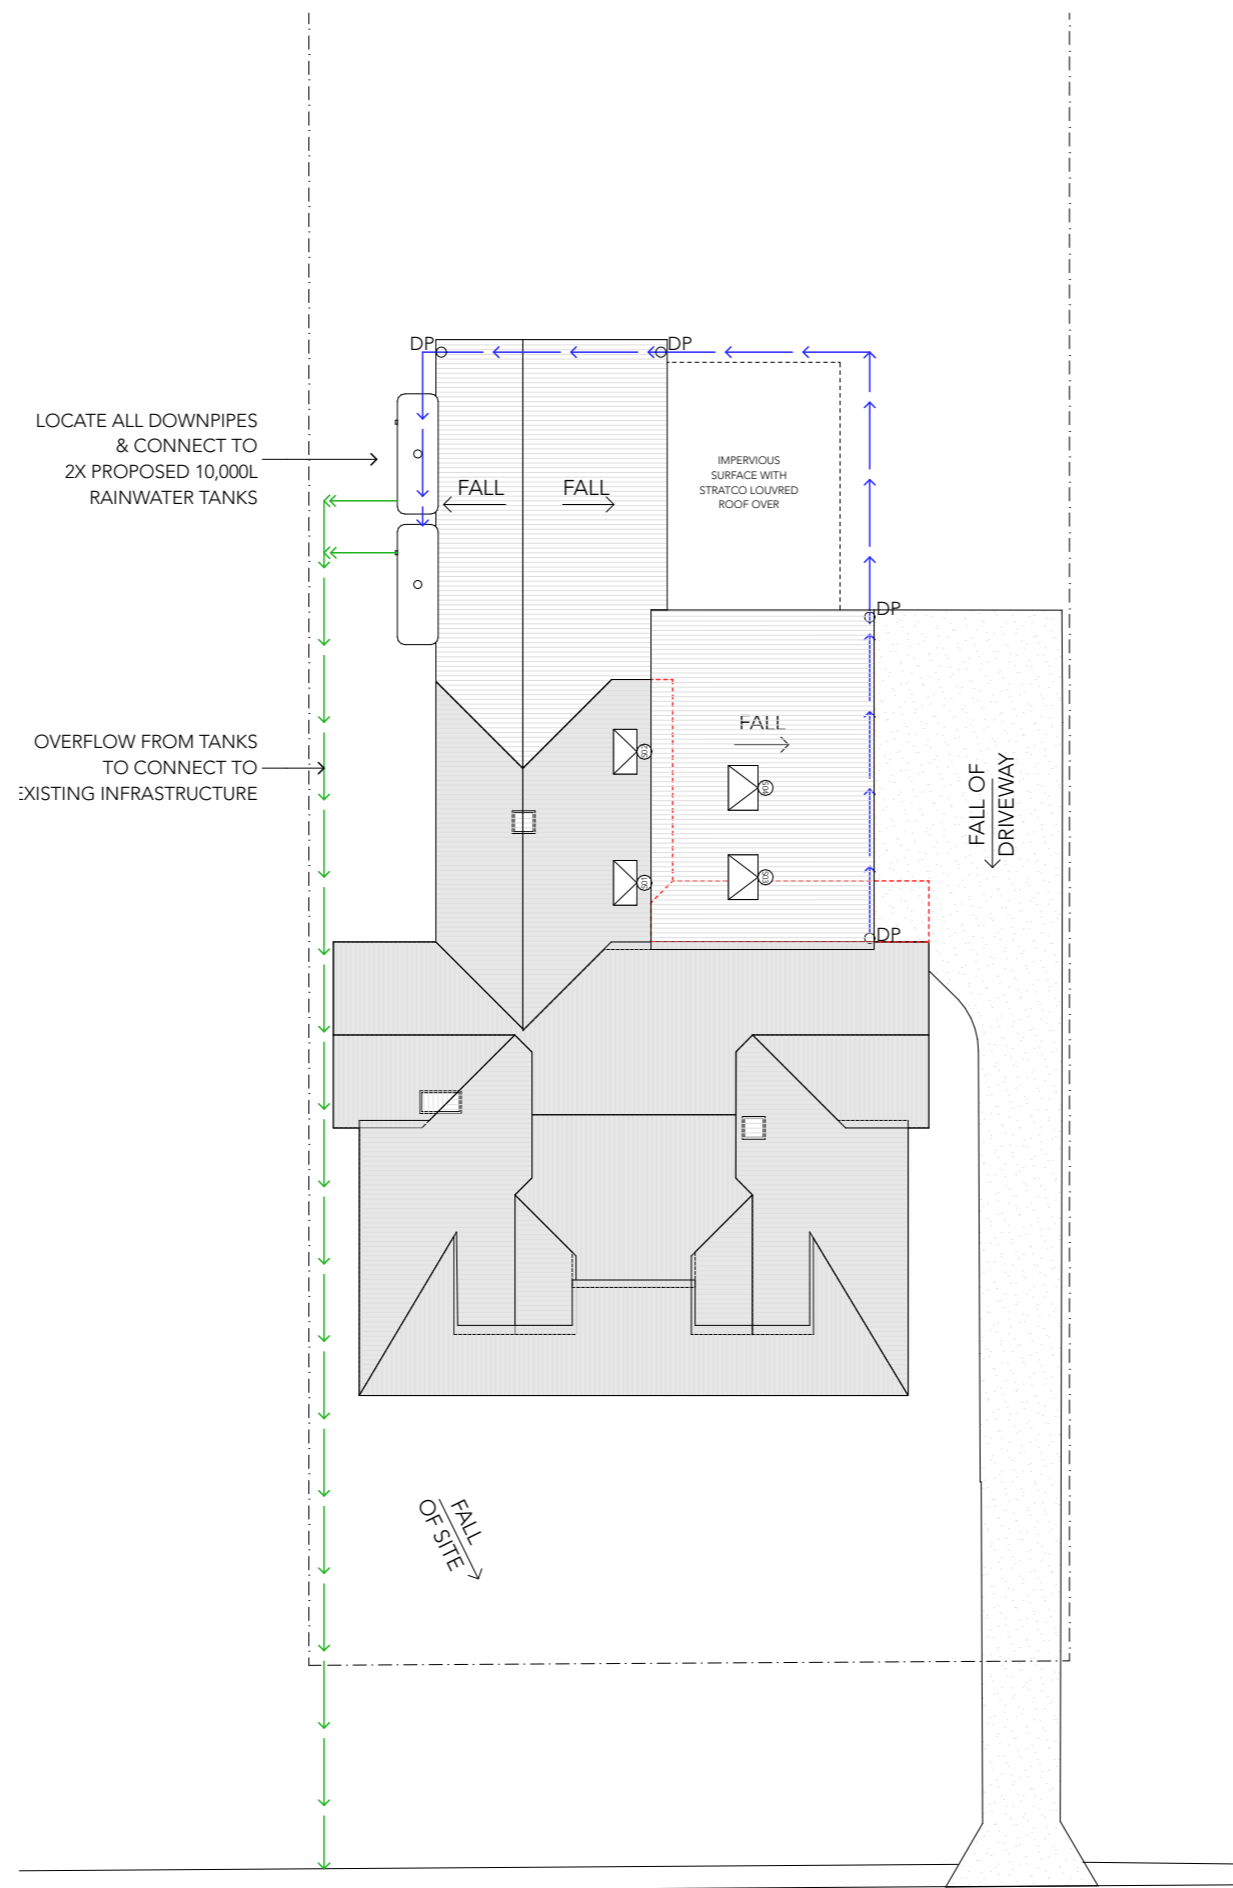 DP
DP
LOCATE ALL DOWNPIPES
& CONNECT TO
2X PROPOSED 10,000L
RAINWATER TANKS
FALL
FALL
IMPERVIOUS
SURFACE WITH
STRATCO LOUVRED
ROOF OVER
DP
FALL
OVERFLOW FROM TANKS
TO CONNECT TO
EXISTING INFRASTRUCTURE
FALL OF
DRIVEWAY
DP
FALL
OF SITE